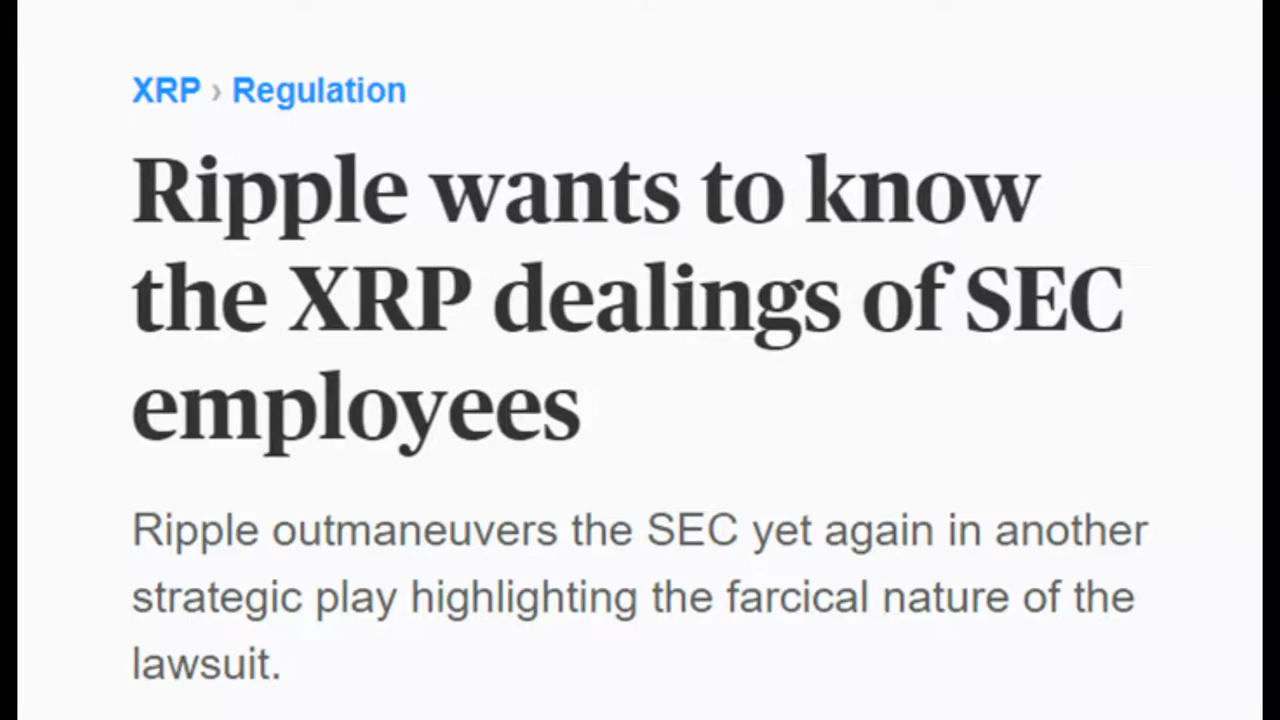 XRP › Regulation
Ripple wants to know
the XRP dealings of SEC
employees
Ripple outmaneuvers the SEC yet again in another
strategic play highlighting the farcical nature of the
lawsuit.